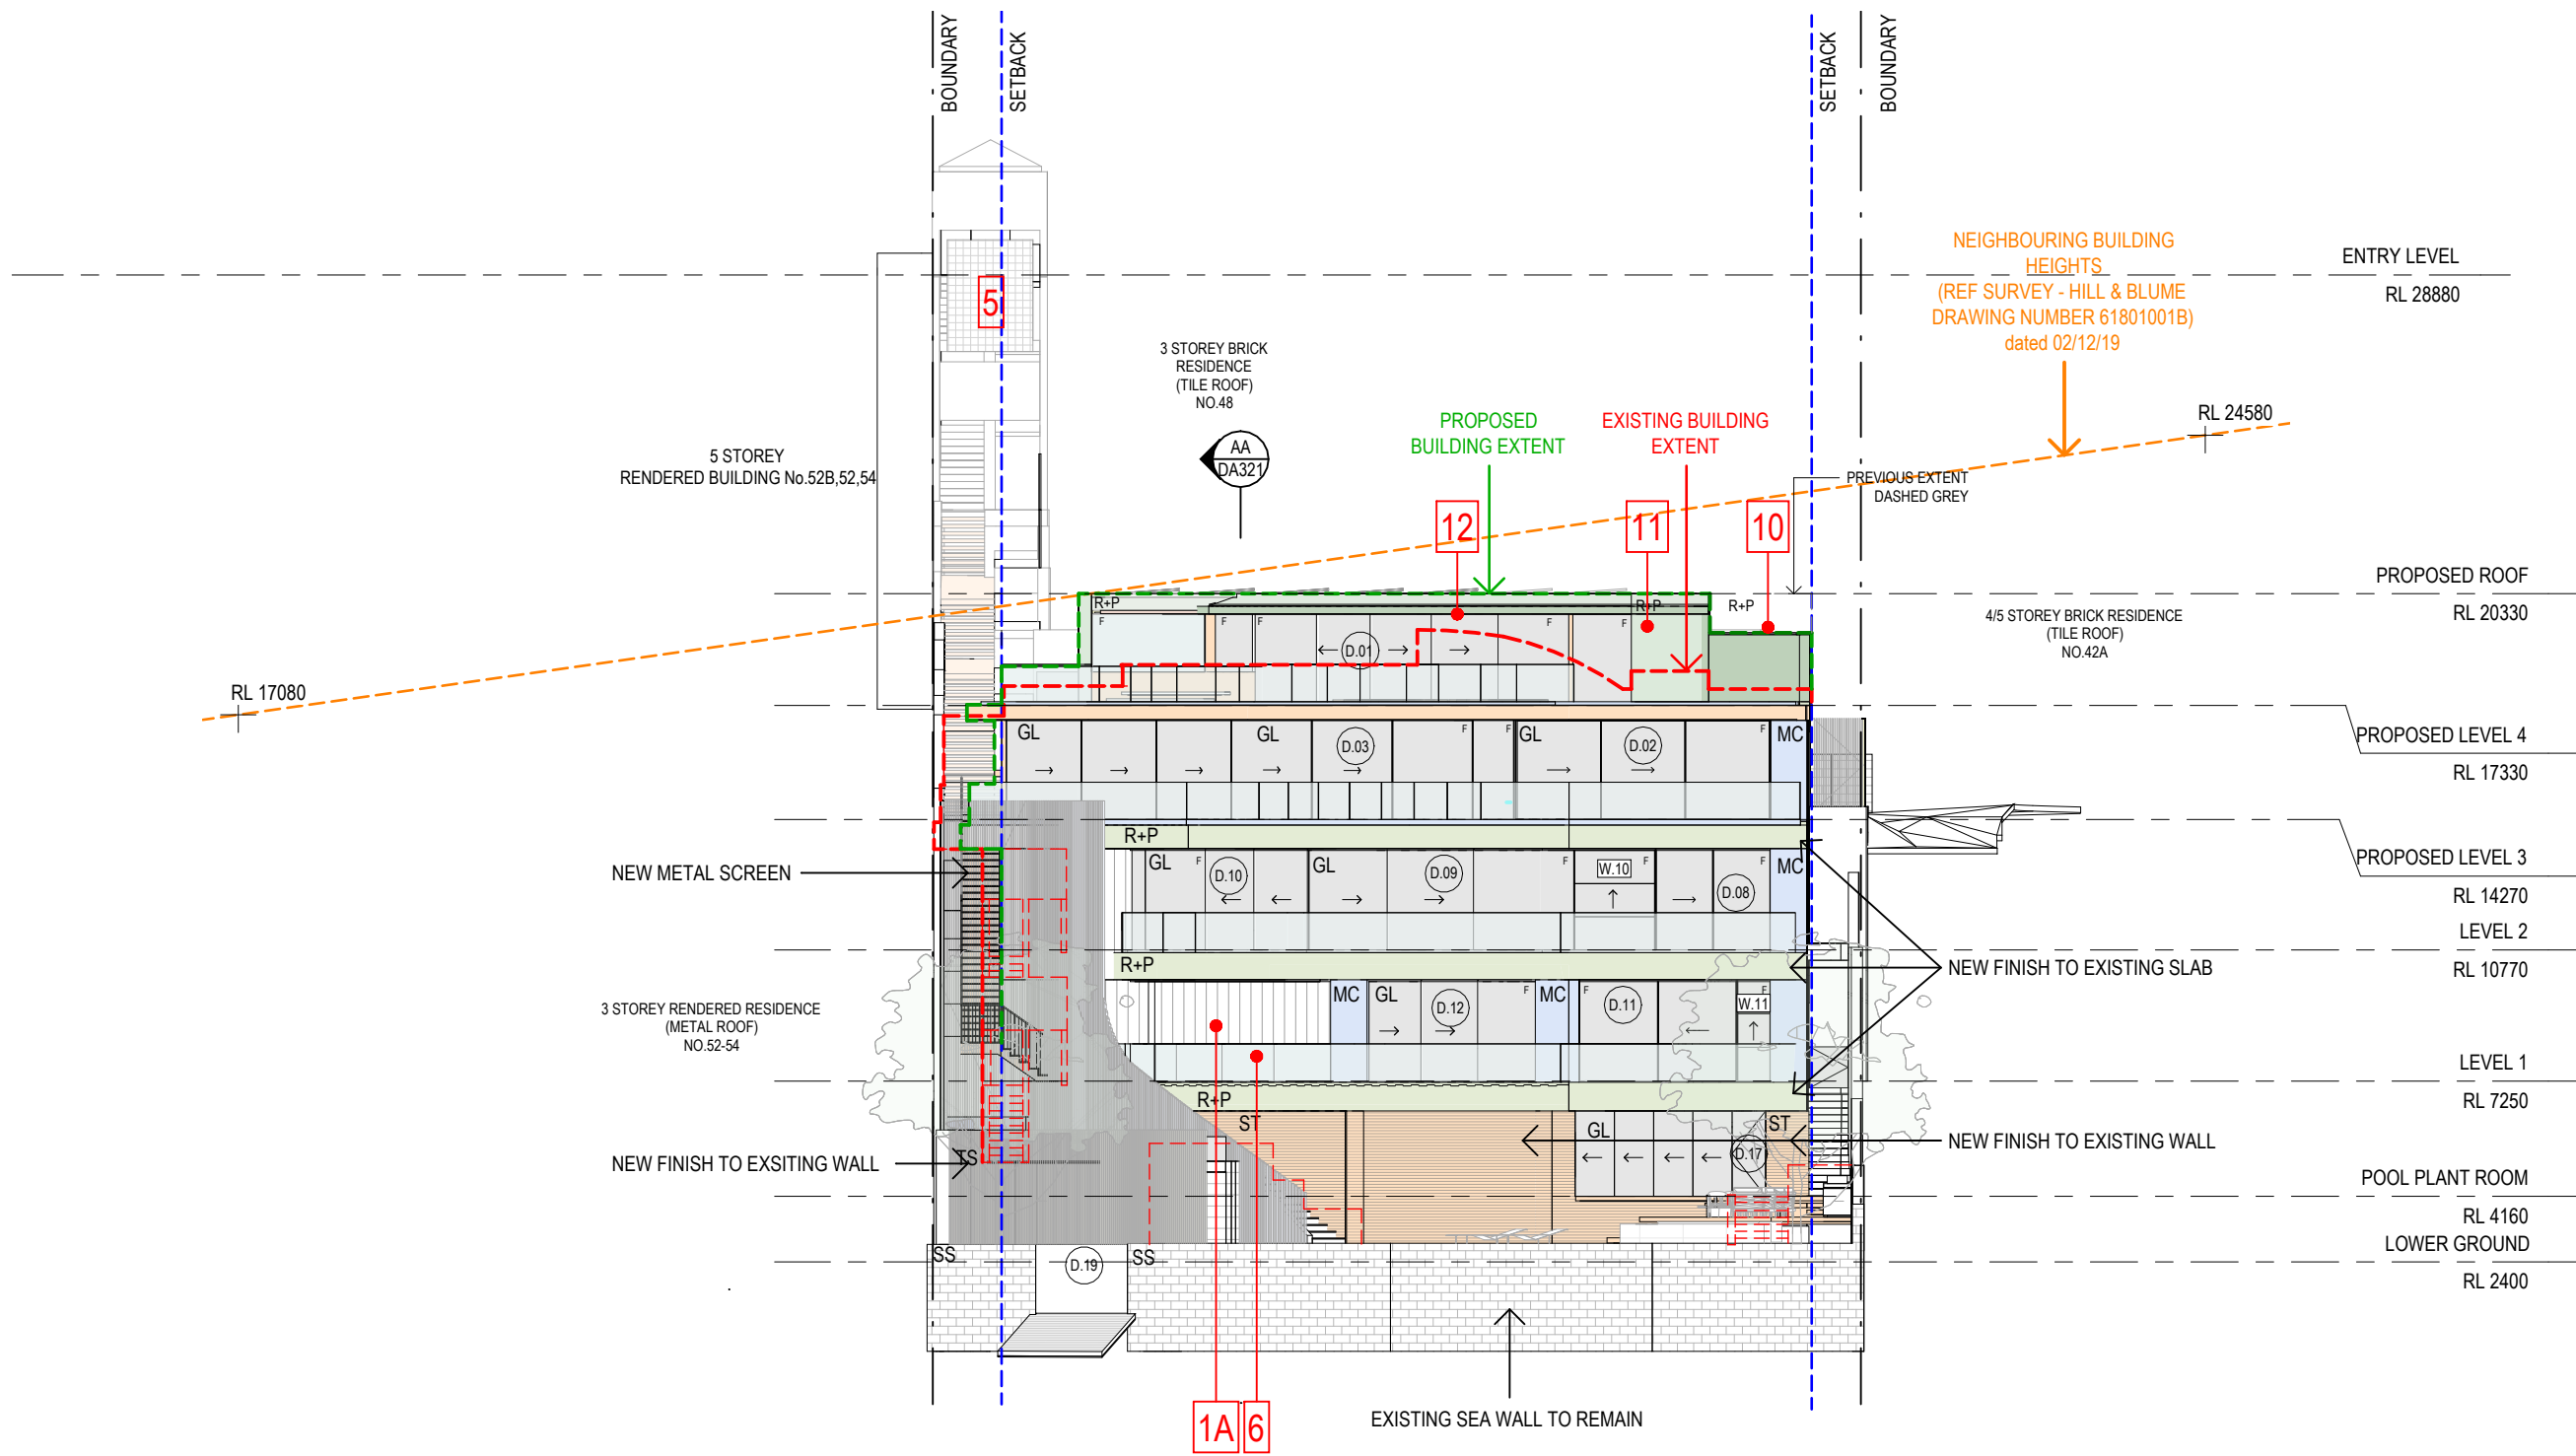 BOUNDARY
SETBACK
SETBACK
BOUNDARY
NEIGHBOURING BUILDING
HEIGHTS
(REF SURVEY - HILL & BLUME
DRAWING NUMBER 61801001B)
dated 02/12/19
ENTRY LEVEL
RL 28880
5
3 STOREY BRICK
RESIDENCE
(TILE ROOF)
NO.48
RL 24580
PROPOSED
BUILDING EXTENT
EXISTING BUILDING
EXTENT
5 STOREY
RENDERED BUILDING No.52B,52,54
AA
DA321
PREVIOUS EXTENT
DASHED GREY
12
11
10
PROPOSED ROOF
RL 20330
R+P
R+P
R+P
4/5 STOREY BRICK RESIDENCE
(TILE ROOF)
NO.42A
F
F
F
F
F
D.01
RL 17080
GL
GL
D.03
F
F
GL
D.02
F
MC
PROPOSED LEVEL 4
RL 17330
R+P
PROPOSED LEVEL 3
RL 14270
NEW METAL SCREEN
GL
F
D.10
GL
D.09
F
W.10
F
D.08
F
MC
LEVEL 2
RL 10770
R+P
NEW FINISH TO EXISTING SLAB
3 STOREY RENDERED RESIDENCE
(METAL ROOF)
NO.52-54
MC
GL
D.12
F
MC
F
D.11
F
W.11
LEVEL 1
RL 7250
R+P
ST
GL
ST
NEW FINISH TO EXISTING WALL
NEW FINISH TO EXSITING WALL
TS
D.17
POOL PLANT ROOM
RL 4160
LOWER GROUND
RL 2400
SS
D.19
SS
1A
6
EXISTING SEA WALL TO REMAIN